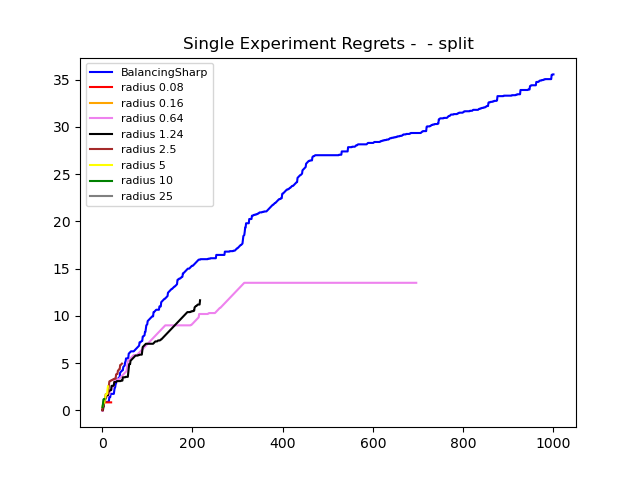 Single Experiment Regrets -  - split
BalancingSharp
radius 0.08
radius 0.16
radius 0.64
radius 1.24
radius 2.5
radius 5
radius 10
radius 25
35
30
25
20
15
10
5
0
0 200 400 600 800 1000